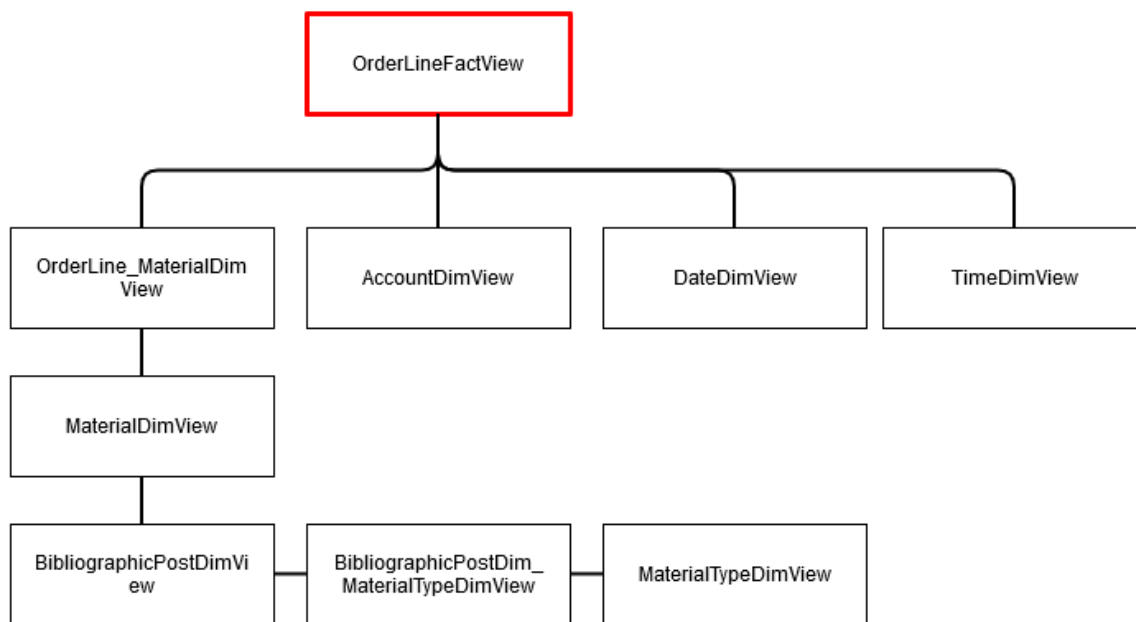 OrderLineFactView
OrderLine_MaterialDim
View
AccountDimView
DateDimView
TimeDimView
MaterialDimView
BibliographicPostDimVi
ew
BibliographicPostDim_
MaterialTypeDimView
MaterialTypeDimView